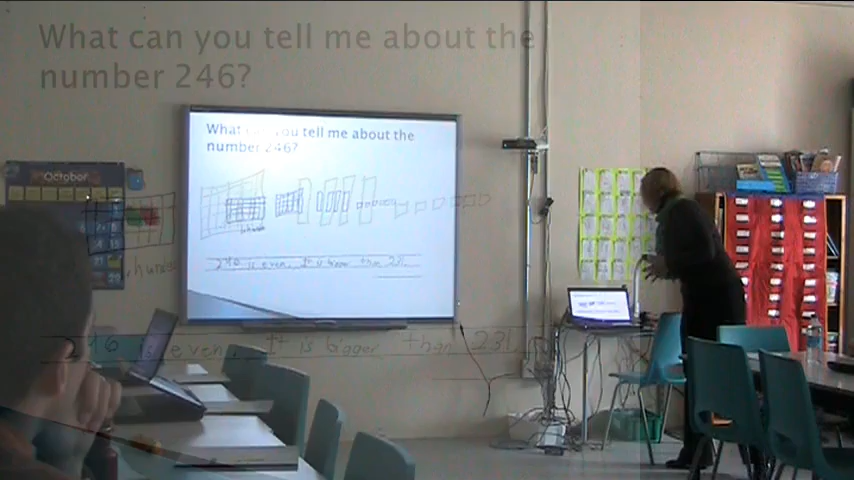 What can you tell me about the
number 246?
What can you tell me about the
number 246?
October
hundred
246 is even. It is bigger than 231.
246 is even. It is bigger than 231.